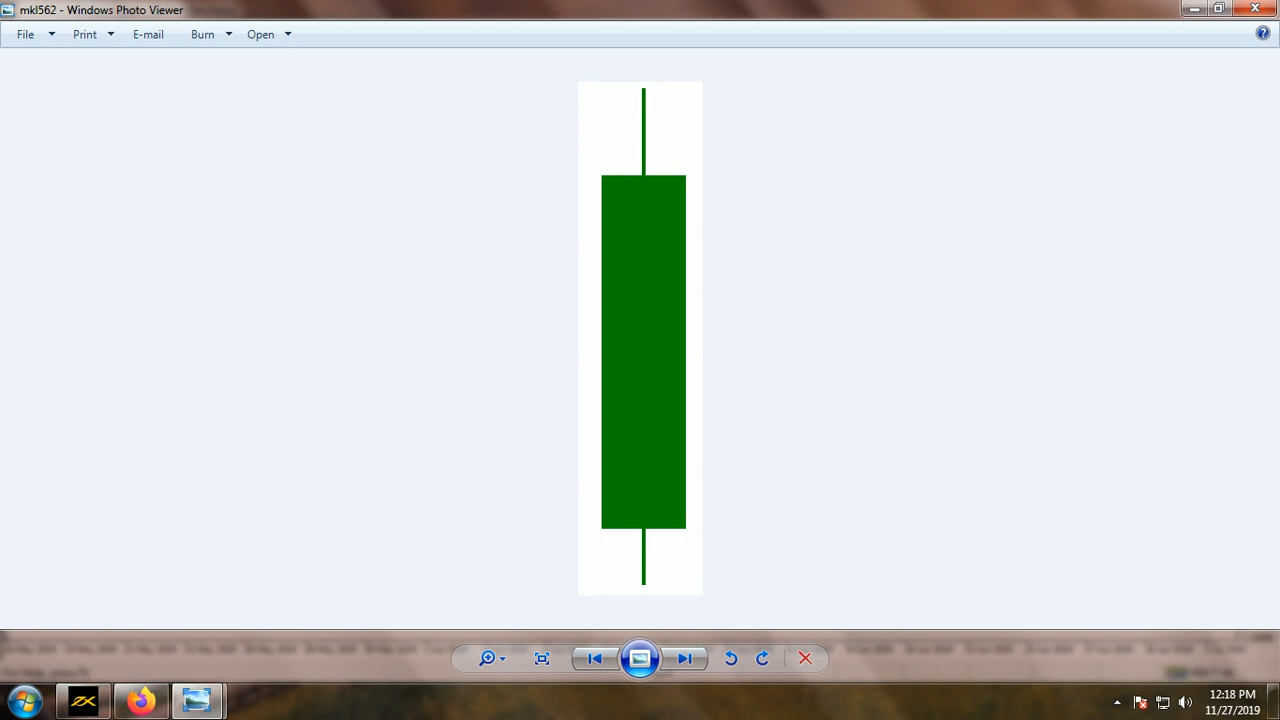 mkl562 - Windows Photo Viewer
File Print E-mail Burn Open
12:18 PM
11/27/2019